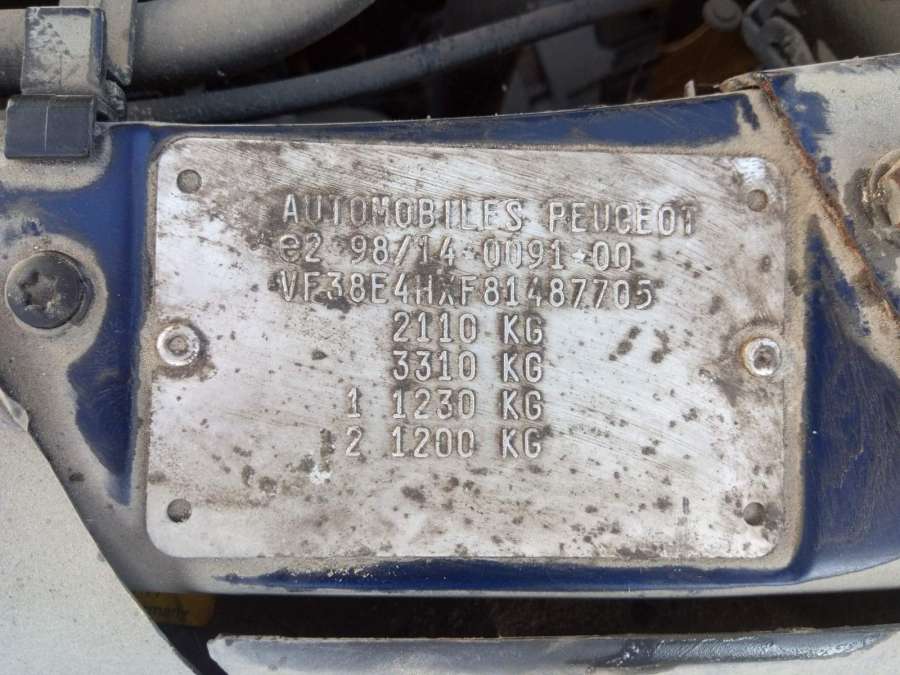 AUTOMOBILES PEUGEOT
e2 98/14*0091*00
VF38E4HXF81487705
2110 KG
3310 KG
1 1230 KG
2 1200 KG